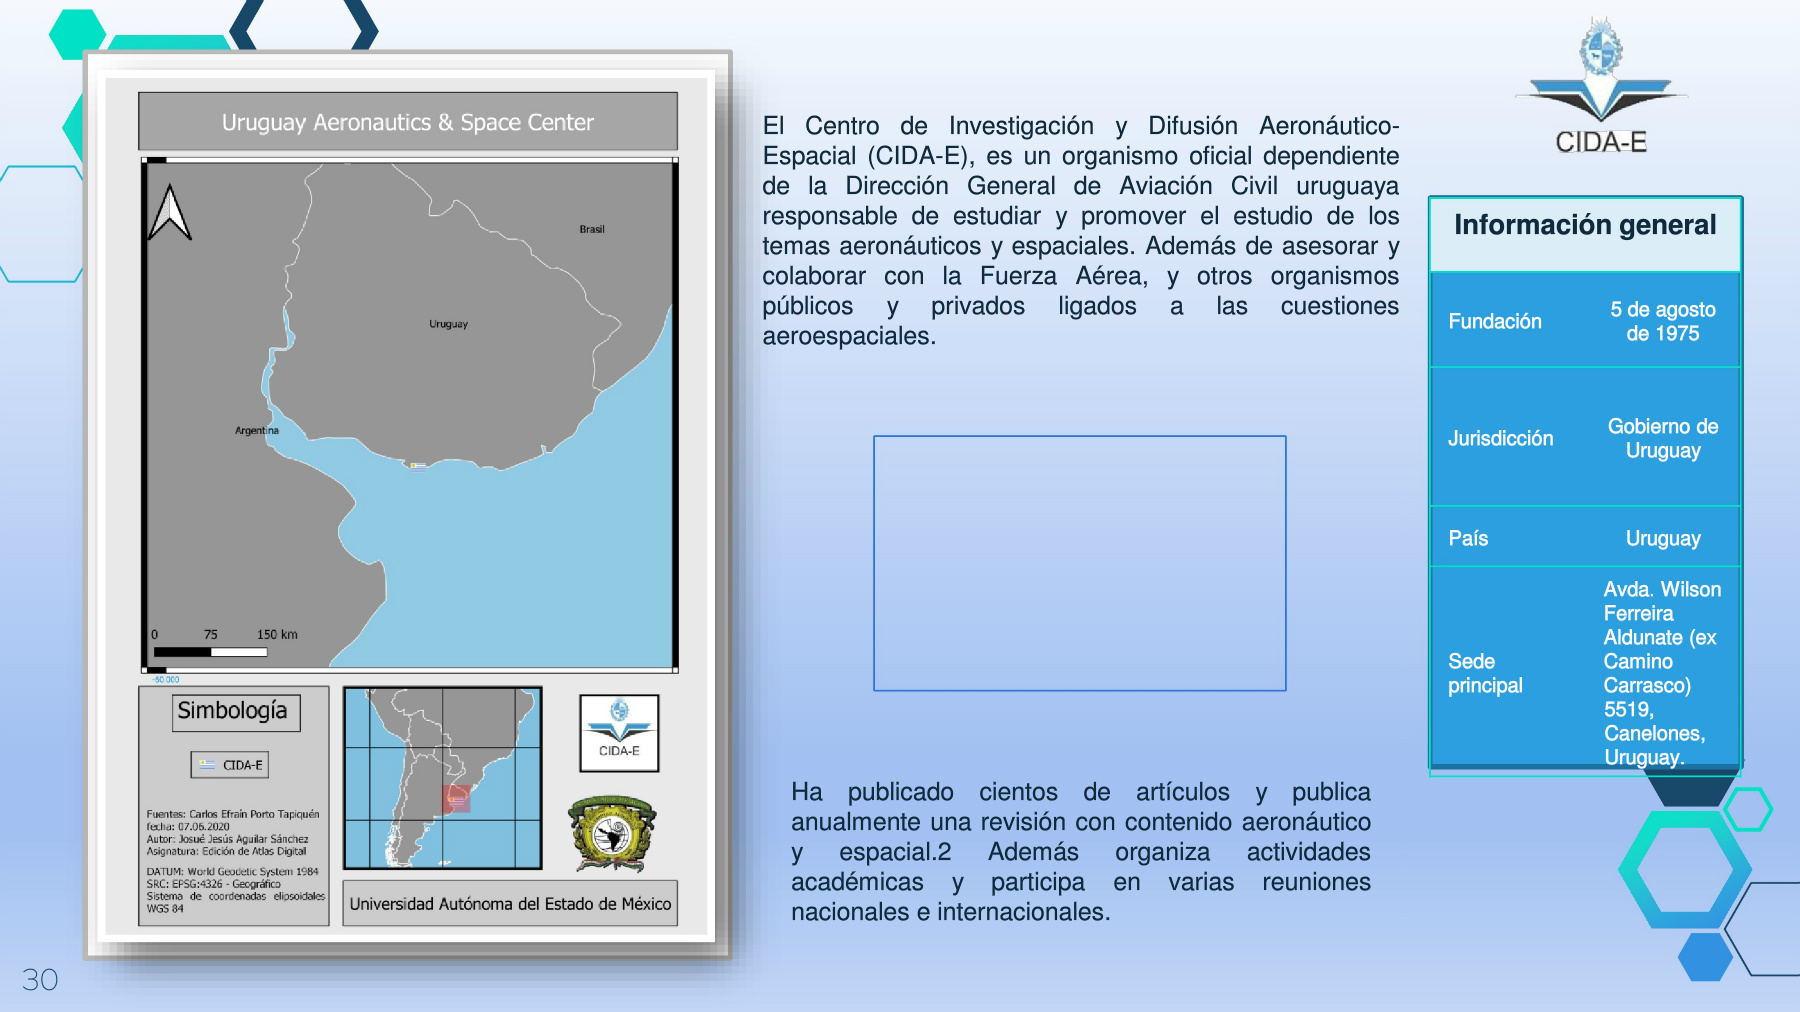 Uruguay Aeronautics & Space Center
Brasil
Uruguay
Argentina
0 75 150 km
-60.000
Simbología
CIDA-E
Fuentes: Carlos Efraín Porto Tapiquén
fecha: 07.06.2020
Autor: Josué Jesús Aguilar Sánchez
Asignatura: Edición de Atlas Digital
DATUM: World Geodetic System 1984
SRC: EPSG:4326 - Geográfico
Sistema de coordenadas elipsoidales
WGS 84
CIDA-E
Universidad Autónoma del Estado de México
30
El Centro de Investigación y Difusión Aeronáutico-
Espacial (CIDA-E), es un organismo oficial dependiente
de la Dirección General de Aviación Civil uruguaya
responsable de estudiar y promover el estudio de los
temas aeronáuticos y espaciales. Además de asesorar y
colaborar con la Fuerza Aérea, y otros organismos
públicos y privados ligados a las cuestiones
aeroespaciales.
Ha publicado cientos de artículos y publica
anualmente una revisión con contenido aeronáutico
y espacial.2 Además organiza actividades
académicas y participa en varias reuniones
nacionales e internacionales.
CIDA-E
Información general
Fundación
5 de agosto
de 1975
Jurisdicción
Gobierno de
Uruguay
País
Uruguay
Sede
principal
Avda. Wilson
Ferreira
Aldunate (ex
Camino
Carrasco)
5519,
Canelones,
Uruguay.